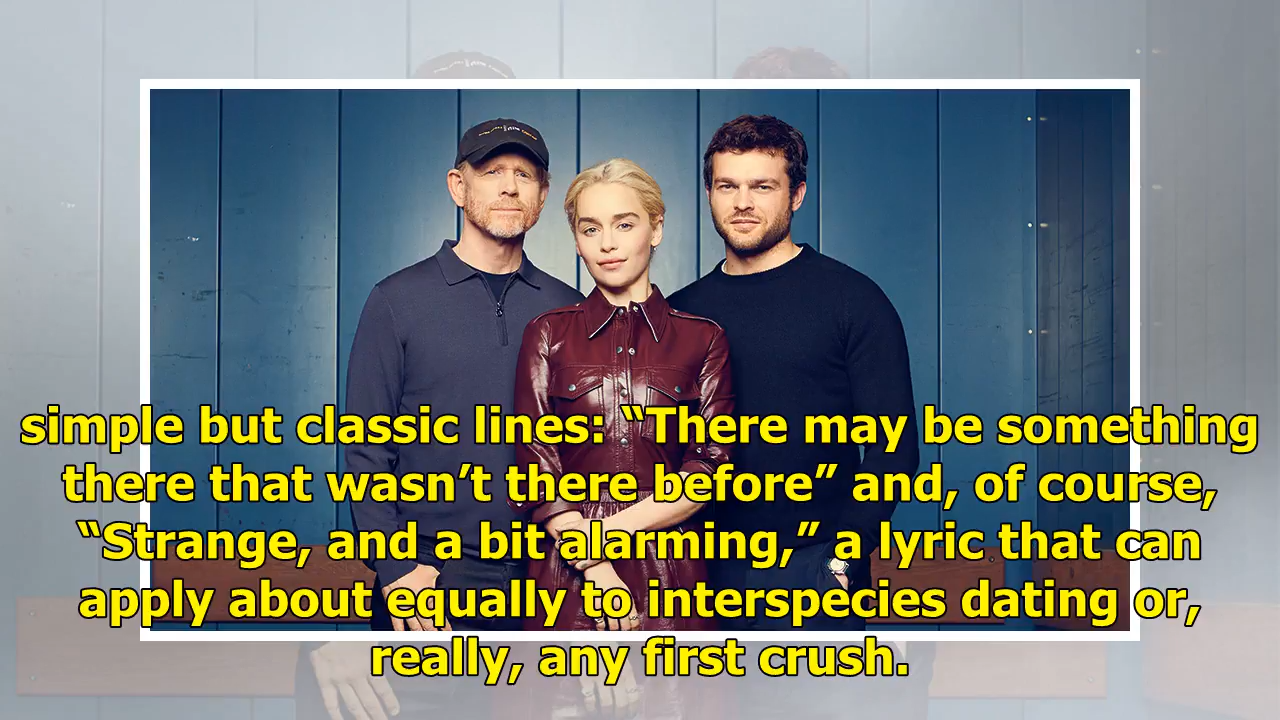 simple but classic lines: “There may be something
there that wasn’t there before” and, of course,
“Strange, and a bit alarming,” a lyric that can
apply about equally to interspecies dating or,
really, any first crush.